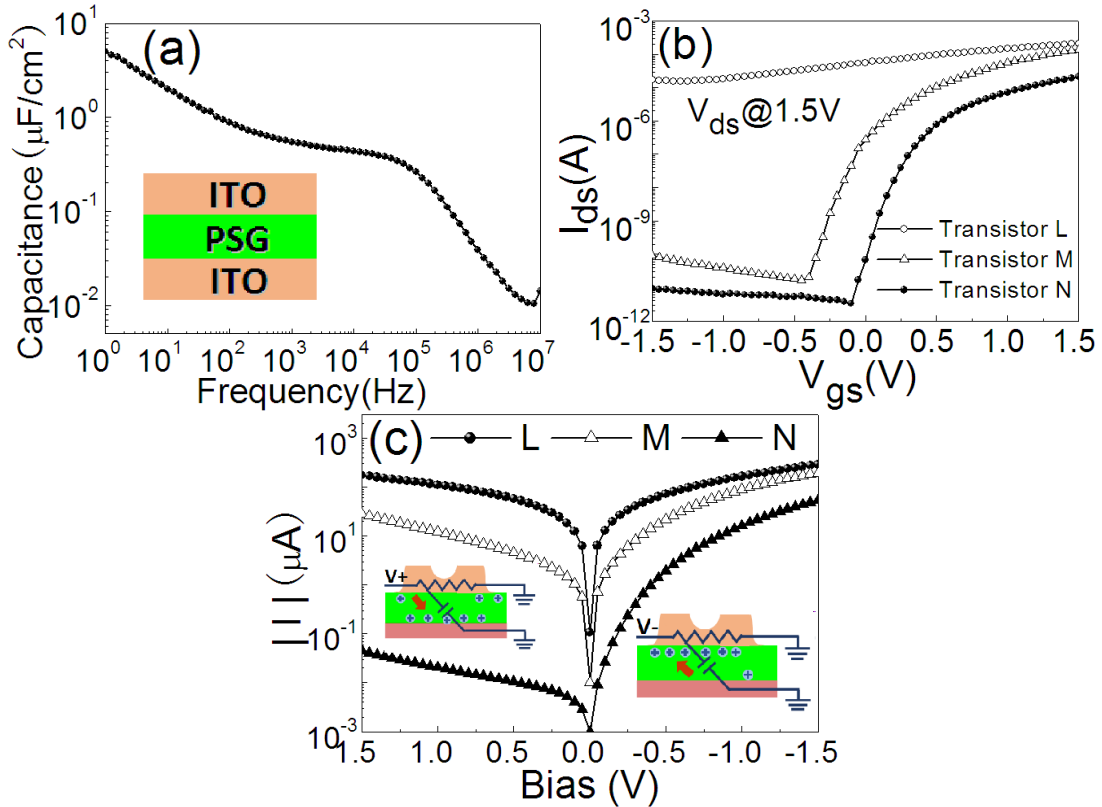 (a)
Capacitance (μF/cm²)
10¹
10⁰
10⁻¹
10⁻²
ITO
PSG
ITO
10⁰ 10¹ 10² 10³ 10⁴ 10⁵ 10⁶ 10⁷
Frequency(Hz)
(b)
I_ds(A)
10⁻³
10⁻⁶
10⁻⁹
10⁻¹²
V_ds@1.5V
Transistor L
Transistor M
Transistor N
-1.5 -1.0 -0.5 0.0 0.5 1.0 1.5
V_gs(V)
(c)
L M N
| I | (μA)
10³
10¹
10⁻¹
10⁻³
V+
+ + + +
+ + + + +
V-
+ + + + + + +
+
1.5 1.0 0.5 0.0 -0.5 -1.0 -1.5
Bias (V)